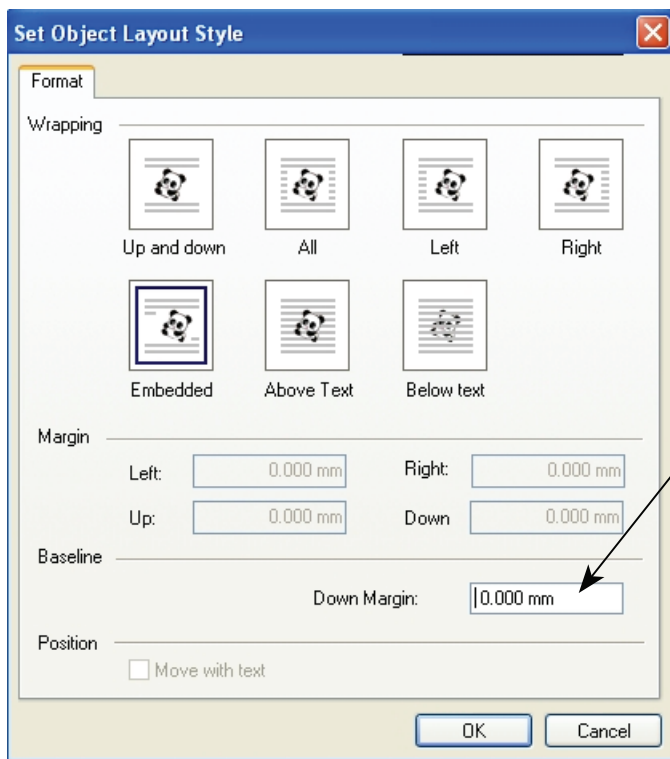 Set Object Layout Style
Format
Wrapping
Up and down All Left Right
Embedded Above Text Below text
Margin
Left: 0.000 mm Right: 0.000 mm
Up: 0.000 mm Down 0.000 mm
Baseline
Down Margin: 0.000 mm
Position
Move with text
OK Cancel